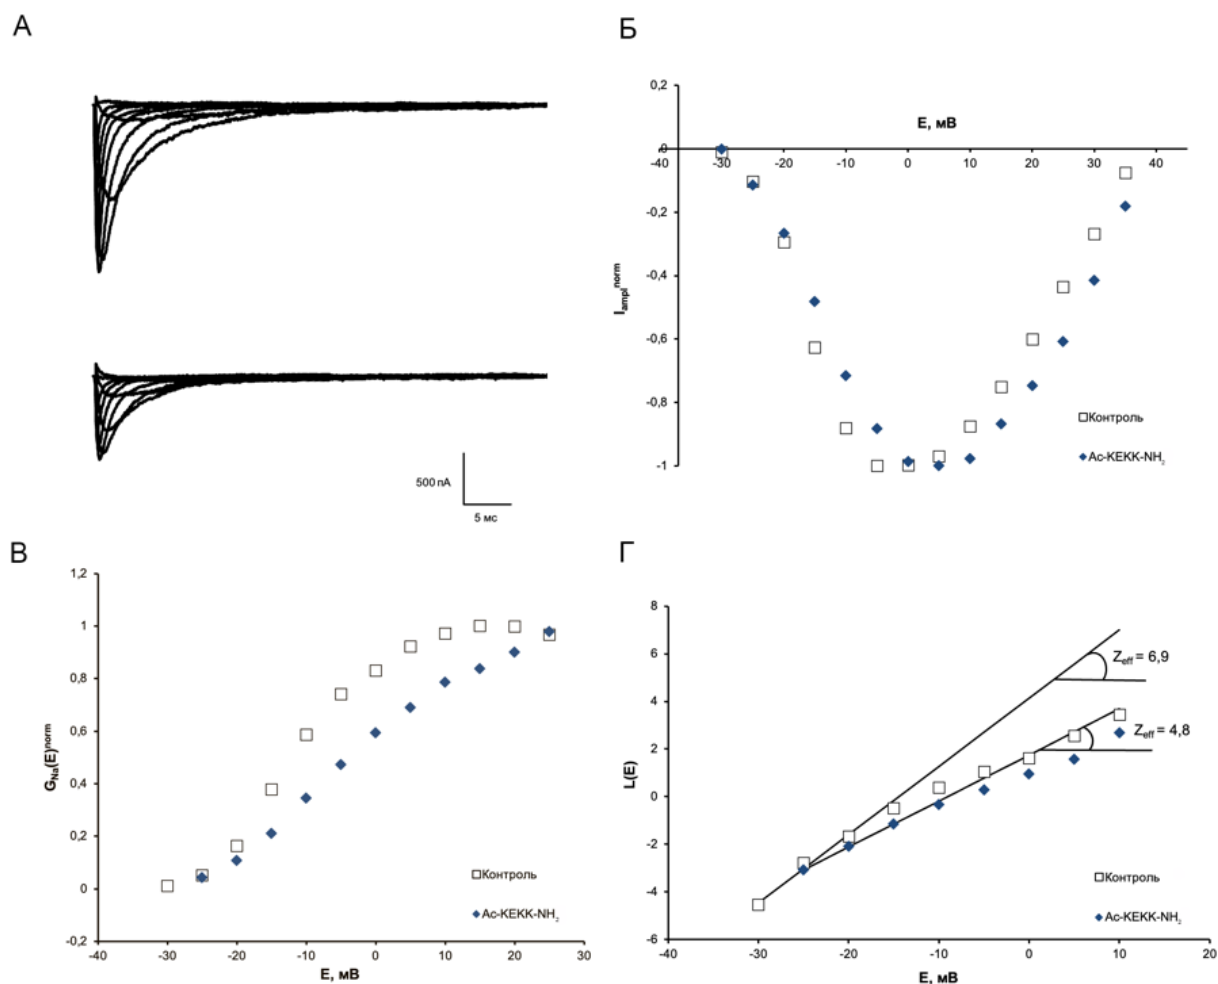 А
500 nA
5 мс
Б
E, мВ
0,2
0
-0,2
-0,4
-0,6
-0,8
-1
-40 -30 -20 -10 0 10 20 30 40
I_ampl^norm
Контроль
Ac-KEKK-NH₂
В
1,2
1
0,8
0,6
0,4
0,2
0
-0,2
-40 -30 -20 -10 0 10 20 30
G_Na(E)^norm
E, мВ
Контроль
Ac-KEKK-NH₂
Г
8
6
4
2
0
-2
-4
-6
-40 -30 -20 -10 0 10 20
L(E)
E, мВ
Z_eff = 6,9
Z_eff = 4,8
Контроль
Ac-KEKK-NH₂